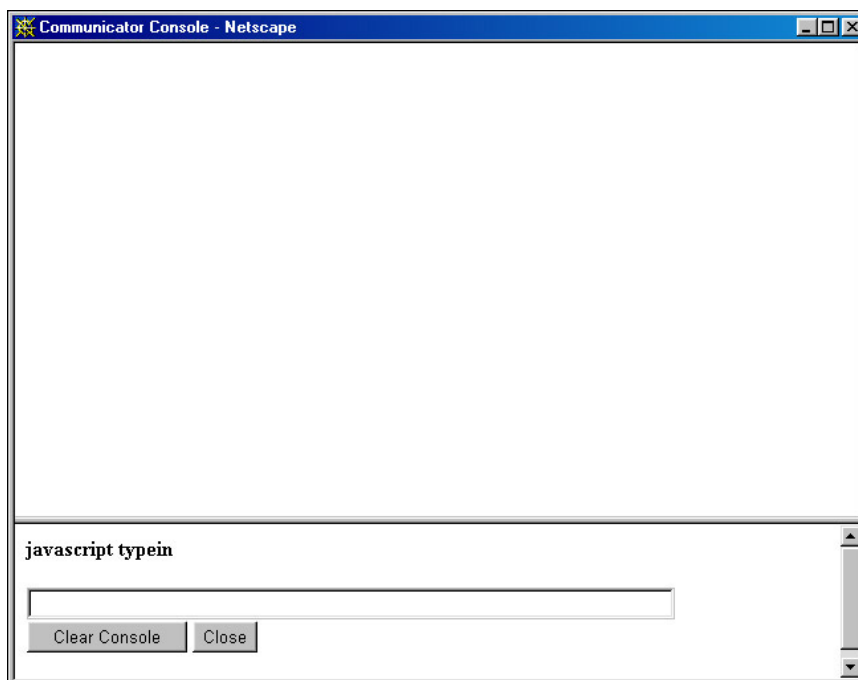 Communicator Console - Netscape
javascript typein
Clear Console Close